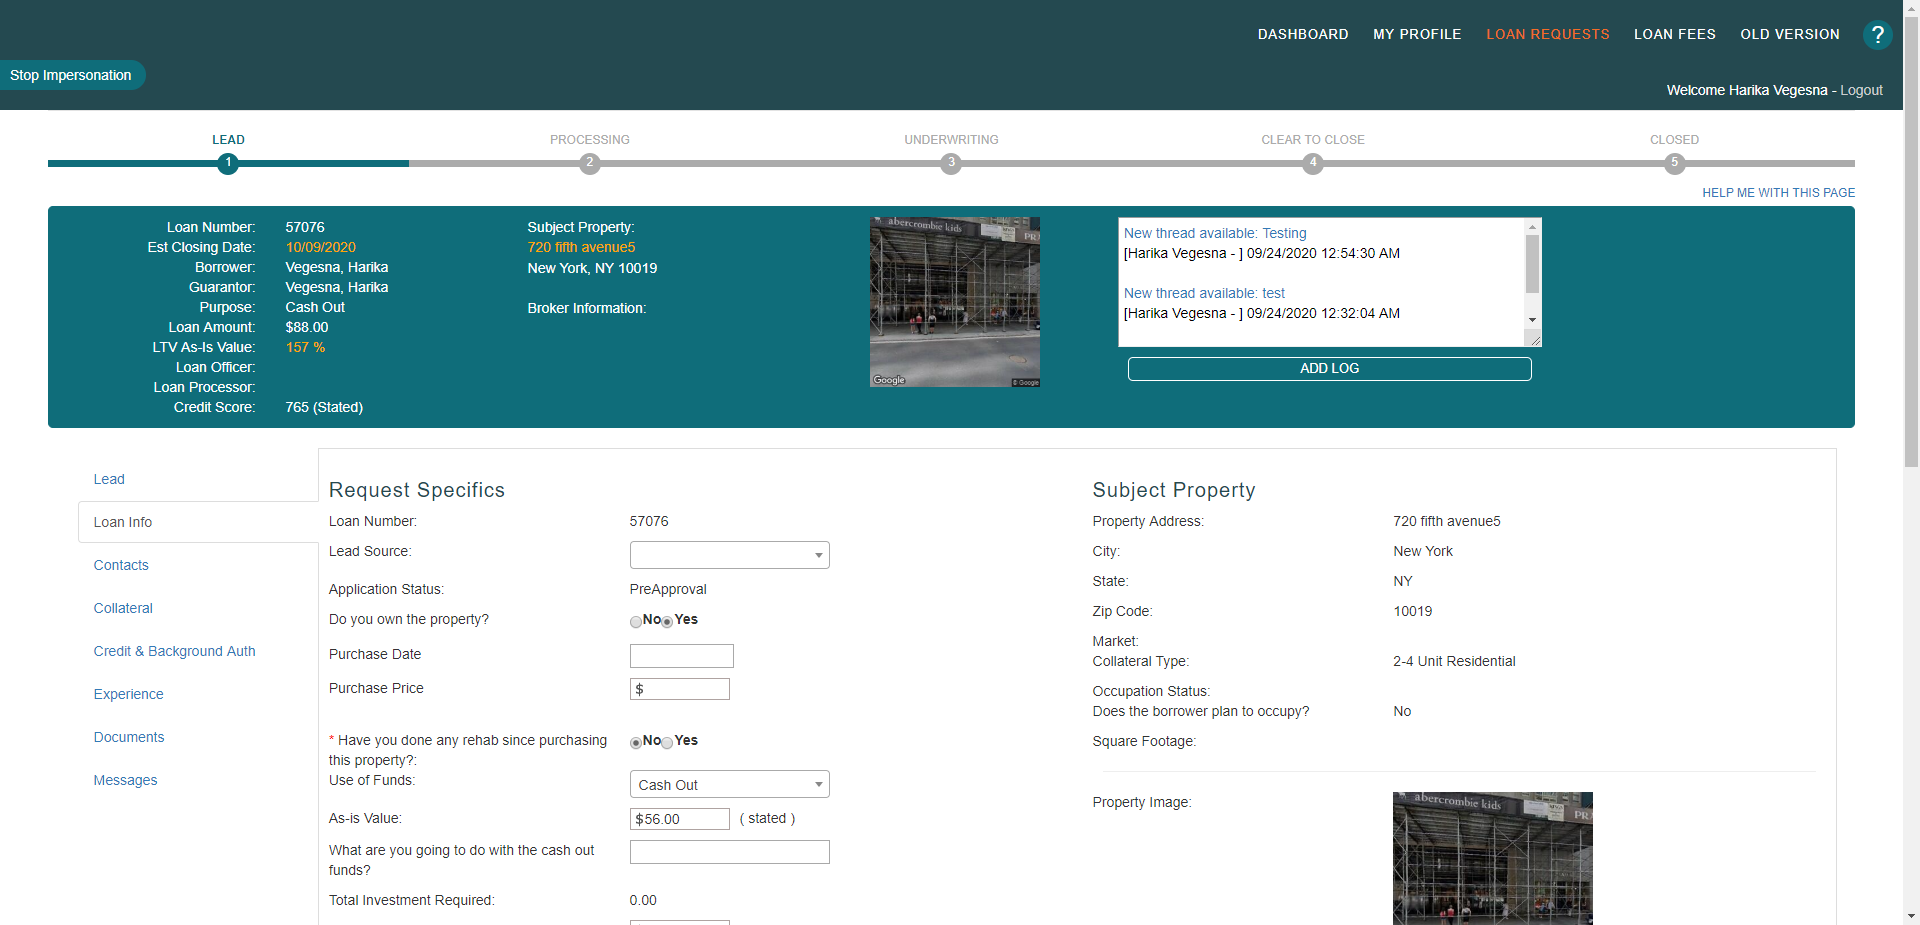 DASHBOARD MY PROFILE LOAN REQUESTS LOAN FEES OLD VERSION ?
Stop Impersonation
Welcome Harika Vegesna - Logout
LEAD PROCESSING UNDERWRITING CLEAR TO CLOSE CLOSED
1 2 3 4 5
HELP ME WITH THIS PAGE
Loan Number: 57076
Est Closing Date: 10/09/2020
Borrower: Vegesna, Harika
Guarantor: Vegesna, Harika
Purpose: Cash Out
Loan Amount: $88.00
LTV As-Is Value: 157 %
Loan Officer:
Loan Processor:
Credit Score: 765 (Stated)
Subject Property:
720 fifth avenue5
New York, NY 10019
Broker Information:
abercrombie kids
PR
Google
© Google
New thread available: Testing
[Harika Vegesna - ] 09/24/2020 12:54:30 AM
New thread available: test
[Harika Vegesna - ] 09/24/2020 12:32:04 AM
ADD LOG
Lead
Loan Info
Contacts
Collateral
Credit & Background Auth
Experience
Documents
Messages
Request Specifics
Loan Number: 57076
Lead Source:
Application Status: PreApproval
Do you own the property? No Yes
Purchase Date
Purchase Price $
* Have you done any rehab since purchasing No Yes
this property?:
Use of Funds: Cash Out
As-is Value: $56.00 ( stated )
What are you going to do with the cash out
funds?
Total Investment Required: 0.00
Subject Property
Property Address: 720 fifth avenue5
City: New York
State: NY
Zip Code: 10019
Market:
Collateral Type: 2-4 Unit Residential
Occupation Status:
Does the borrower plan to occupy? No
Square Footage:
Property Image:
abercrombie kids
PR